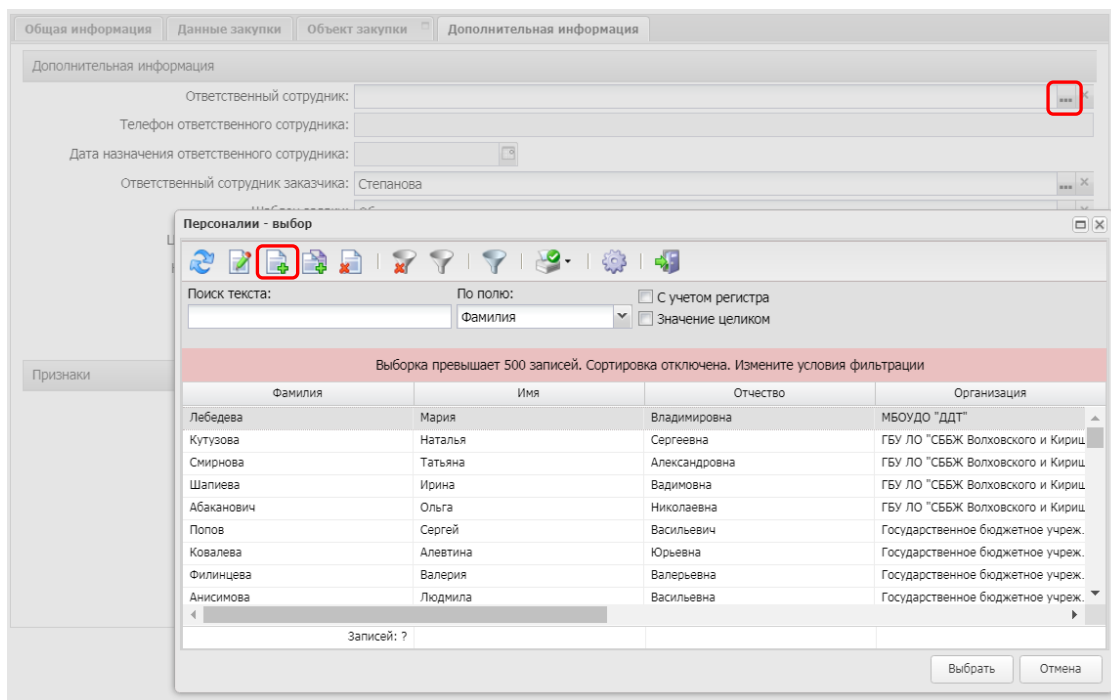 Общая информация Данные закупки Объект закупки Дополнительная информация
Дополнительная информация
Ответственный сотрудник:
Телефон ответственного сотрудника:
Дата назначения ответственного сотрудника:
Ответственный сотрудник заказчика: Степанова
Персоналии - выбор
Поиск текста: По полю: С учетом регистра
Фамилия Значение целиком
Выборка превышает 500 записей. Сортировка отключена. Измените условия фильтрации
Признаки
Фамилия Имя Отчество Организация
Лебедева Мария Владимировна МБОУДО "ДДТ"
Кутузова Наталья Сергеевна ГБУ ЛО "СББЖ Волховского и Кириш
Смирнова Татьяна Александровна ГБУ ЛО "СББЖ Волховского и Кириш
Шапиева Ирина Вадимовна ГБУ ЛО "СББЖ Волховского и Кириш
Абаканович Ольга Николаевна ГБУ ЛО "СББЖ Волховского и Кириш
Попов Сергей Васильевич Государственное бюджетное учреж.
Ковалева Алевтина Юрьевна Государственное бюджетное учреж.
Филинцева Валерия Валерьевна Государственное бюджетное учреж.
Анисимова Людмила Васильевна Государственное бюджетное учреж.
Записей: ?
Выбрать Отмена